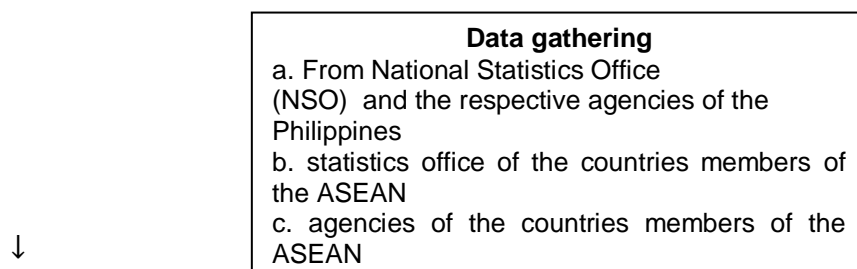 Data gathering
a. From National Statistics Office
(NSO) and the respective agencies of the
Philippines
b. statistics office of the countries members of
the ASEAN
c. agencies of the countries members of the
↓ ASEAN